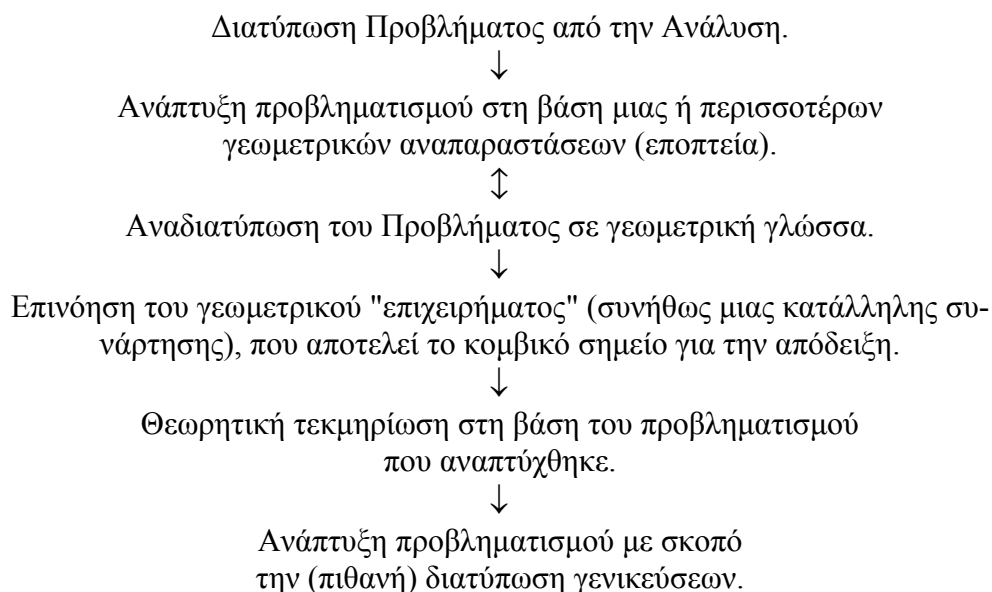 Διατύπωση Προβλήματος από την Ανάλυση.
↓
Ανάπτυξη προβληματισμού στη βάση μιας ή περισσοτέρων
γεωμετρικών αναπαραστάσεων (εποπτεία).
↕
Αναδιατύπωση του Προβλήματος σε γεωμετρική γλώσσα.
↓
Επινόηση του γεωμετρικού "επιχειρήματος" (συνήθως μιας κατάλληλης συ-
νάρτησης), που αποτελεί το κομβικό σημείο για την απόδειξη.
↓
Θεωρητική τεκμηρίωση στη βάση του προβληματισμού
που αναπτύχθηκε.
↓
Ανάπτυξη προβληματισμού με σκοπό
την (πιθανή) διατύπωση γενικεύσεων.